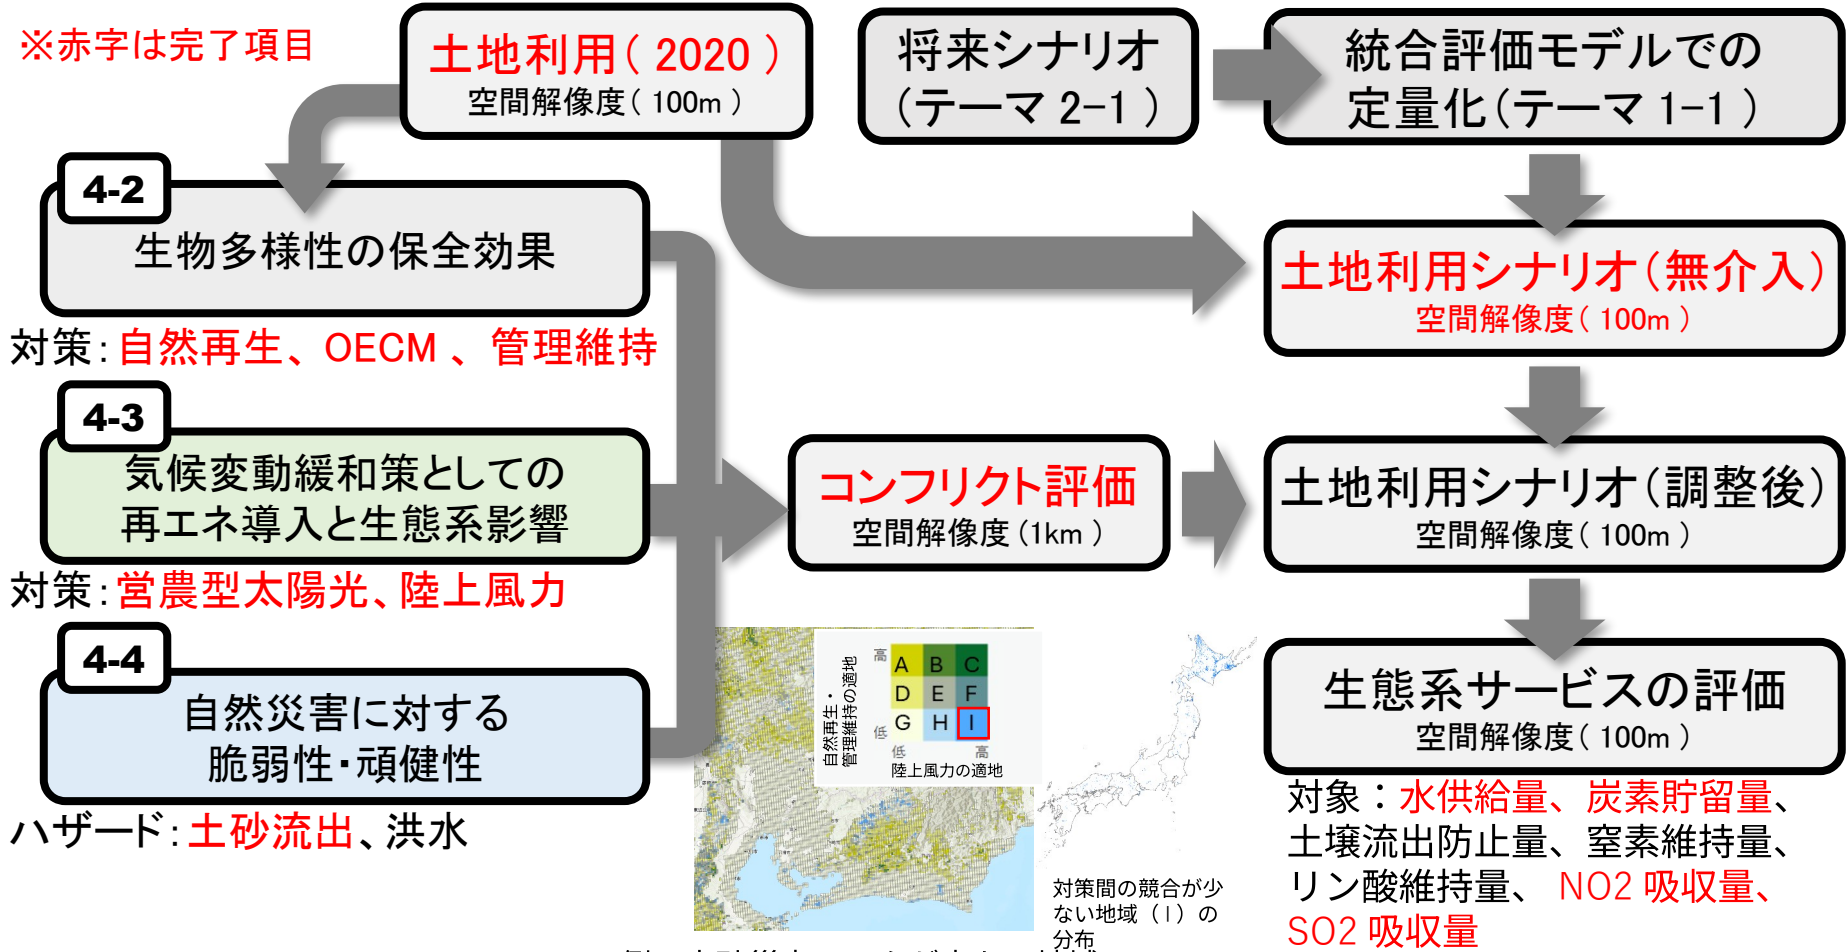 ※赤字は完了項目
土地利用( 2020 )
空間解像度( 100m )
将来シナリオ
(テーマ 2-1 )
統合評価モデルでの
定量化(テーマ 1-1 )
4-2
生物多様性の保全効果
対策:自然再生、OECM 、管理維持
土地利用シナリオ(無介入)
空間解像度( 100m )
4-3
気候変動緩和策としての
再エネ導入と生態系影響
対策:営農型太陽光、陸上風力
コンフリクト評価
空間解像度(1km )
土地利用シナリオ(調整後)
空間解像度( 100m )
4-4
自然災害に対する
脆弱性・頑健性
ハザード:土砂流出、洪水
自然再生・
管理維持の適地
高
低
A B C
D E F
G H I
低 高
陸上風力の適地
対策間の競合が少
ない地域(I)の
分布
生態系サービスの評価
空間解像度( 100m )
対象:水供給量、炭素貯留量、
土壌流出防止量、窒素維持量、
リン酸維持量、 NO2 吸収量、
SO2 吸収量